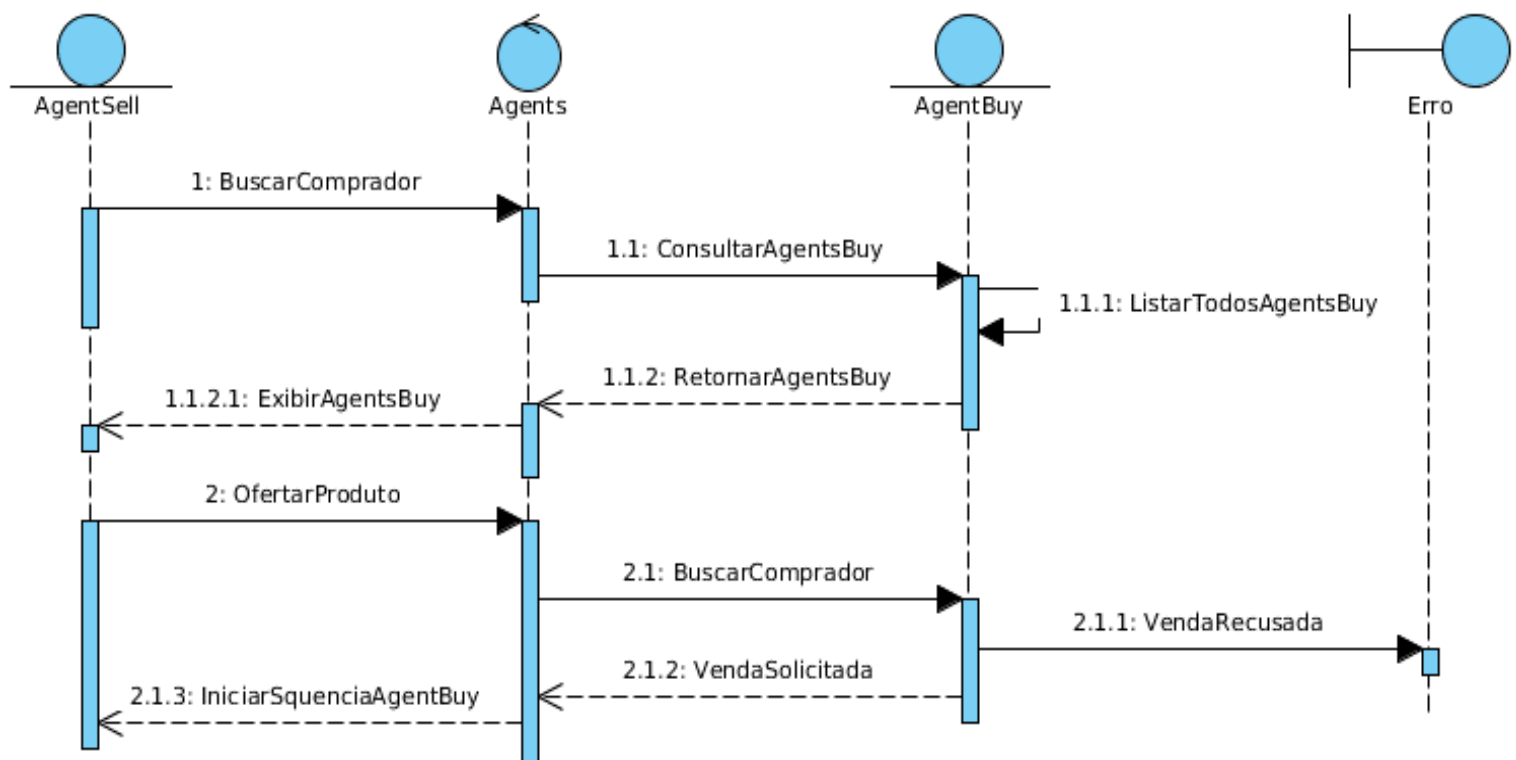 AgentSell
Agents
AgentBuy
Erro
1: BuscarComprador
1.1: ConsultarAgentsBuy
1.1.1: ListarTodosAgentsBuy
1.1.2: RetornarAgentsBuy
1.1.2.1: ExibirAgentsBuy
2: OfertarProduto
2.1: BuscarComprador
2.1.1: VendaRecusada
2.1.2: VendaSolicitada
2.1.3: IniciarSquenciaAgentBuy